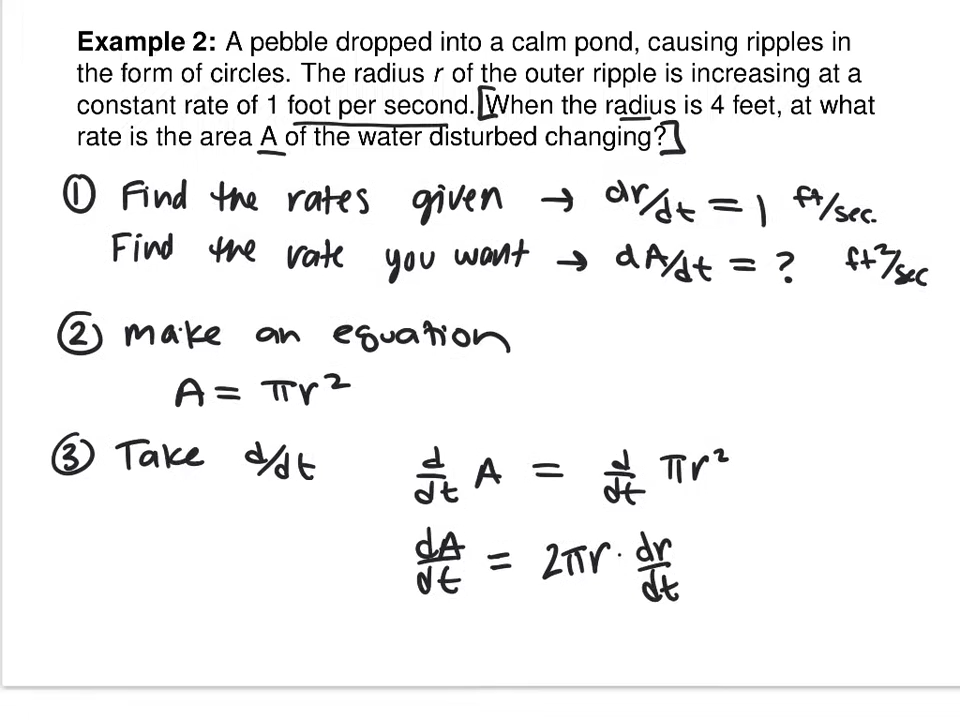 Example 2: A pebble dropped into a calm pond, causing ripples in
the form of circles. The radius r of the outer ripple is increasing at a
constant rate of 1 foot per second. [When the radius is 4 feet, at what
rate is the area A of the water disturbed changing?]
① Find the rates given → dr/dt = 1 ft/sec.
Find the rate you want → dA/dt = ? ft²/sec
② make an equation
A = πr²
③ Take d/dt d/dt A = d/dt πr²
dA/dt = 2πr · dr/dt